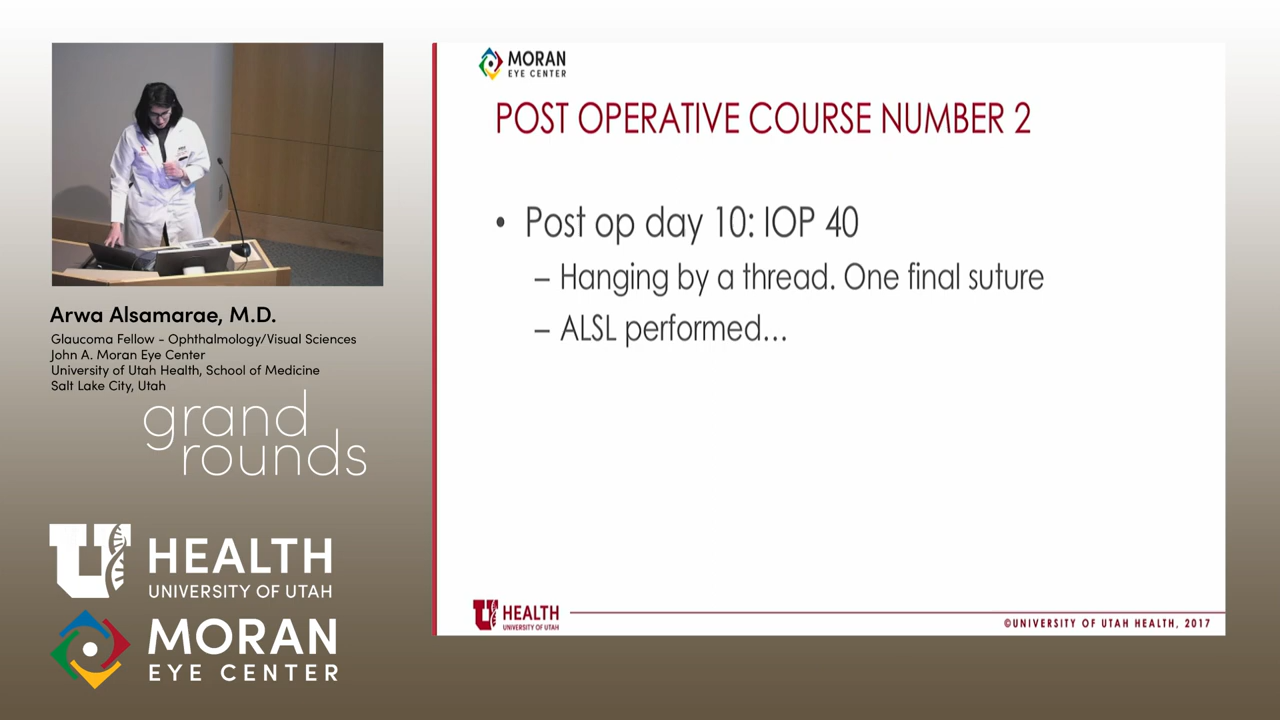 Arwa Alsamarae, M.D.
Glaucoma Fellow - Ophthalmology/Visual Sciences
John A. Moran Eye Center
University of Utah Health, School of Medicine
Salt Lake City, Utah
grand
rounds
U HEALTH
UNIVERSITY OF UTAH
MORAN
EYE CENTER
MORAN
EYE CENTER
POST OPERATIVE COURSE NUMBER 2
• Post op day 10: IOP 40
– Hanging by a thread. One final suture
– ALSL performed...
U HEALTH
UNIVERSITY OF UTAH
©UNIVERSITY OF UTAH HEALTH, 2017